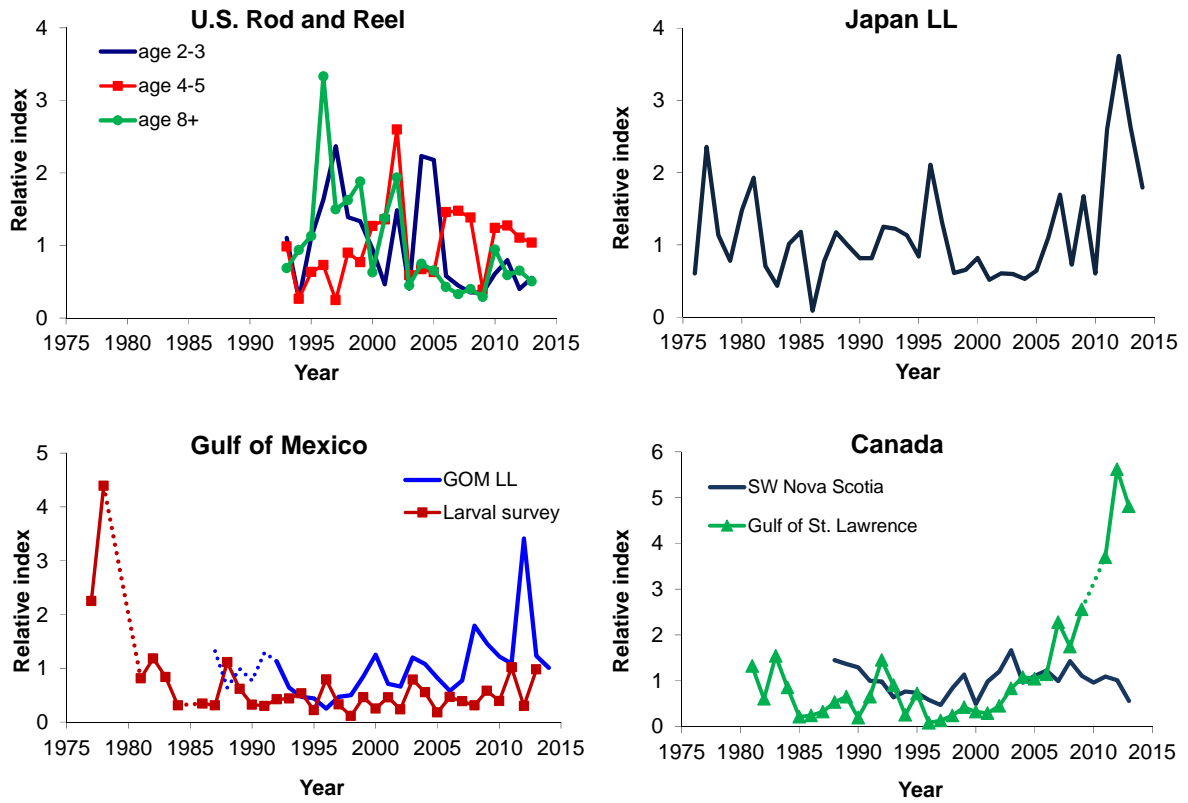 U.S. Rod and Reel
4
3
2
1
0
Relative index
age 2-3
age 4-5
age 8+
1975 1980 1985 1990 1995 2000 2005 2010 2015
Year
Japan LL
4
3
2
1
0
Relative index
1975 1980 1985 1990 1995 2000 2005 2010 2015
Year
Gulf of Mexico
5
4
3
2
1
0
Relative index
GOM LL
Larval survey
1975 1980 1985 1990 1995 2000 2005 2010 2015
Year
Canada
6
5
4
3
2
1
0
Relative index
SW Nova Scotia
Gulf of St. Lawrence
1975 1980 1985 1990 1995 2000 2005 2010 2015
Year